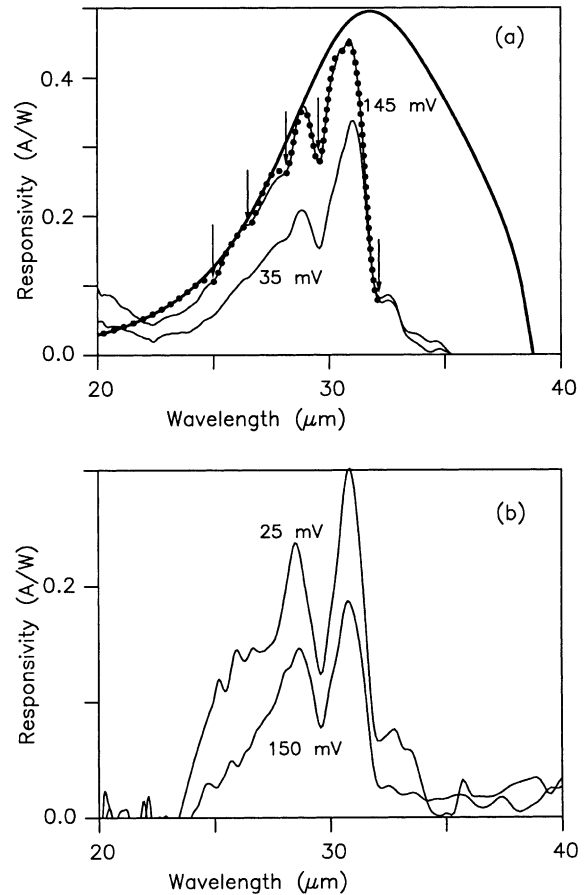 (a)
0.4
145 mV
Responsivity (A/W)
0.2
35 mV
0.0
20
30
40
Wavelength (μm)
(b)
25 mV
0.2
Responsivity (A/W)
150 mV
0.0
20
30
40
Wavelength (μm)